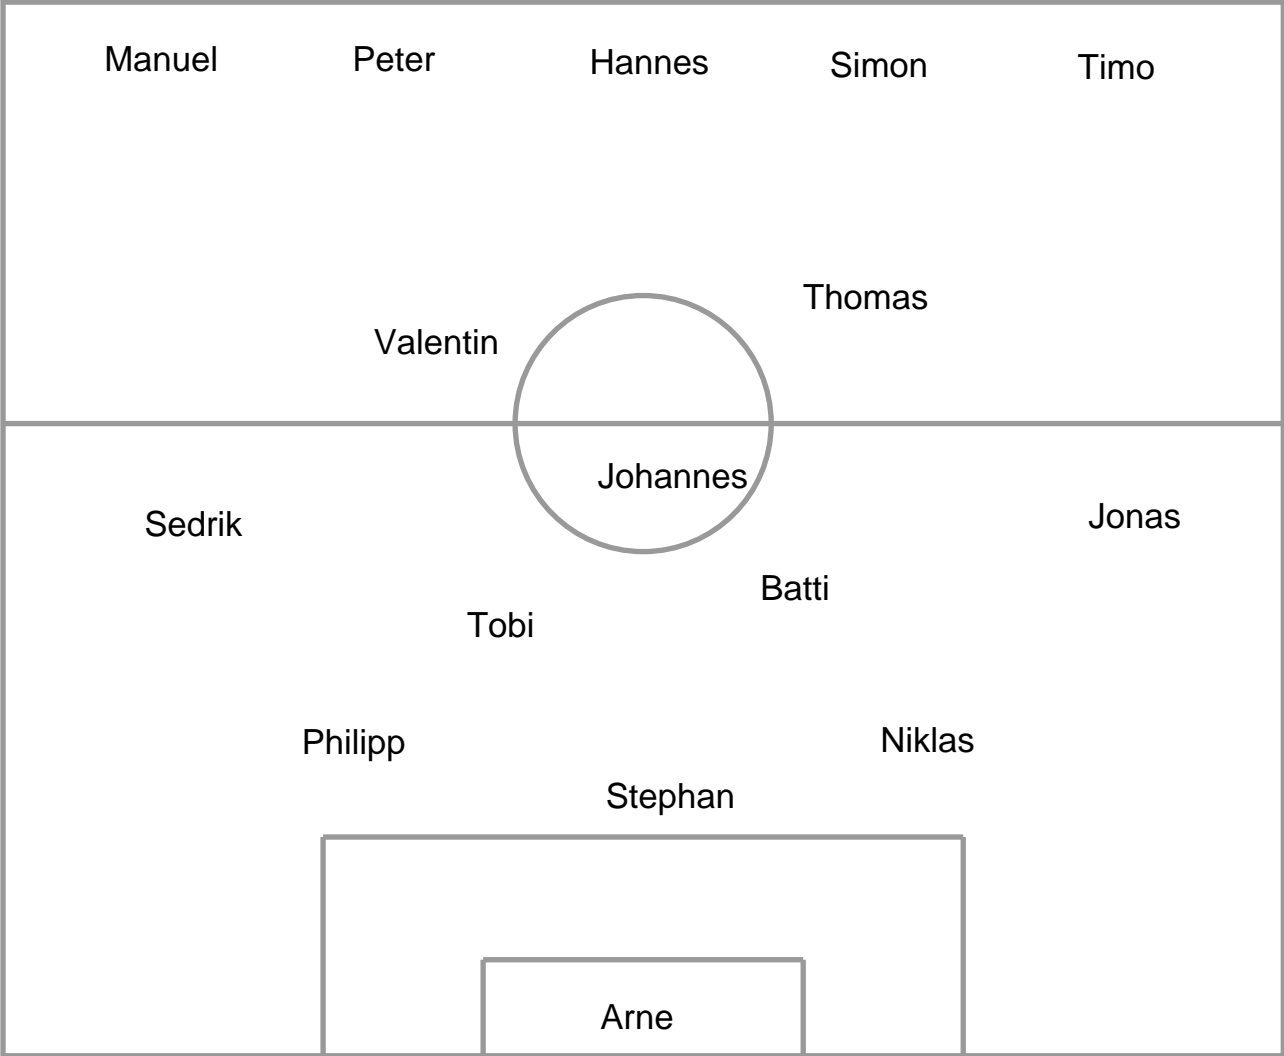 Manuel Peter Hannes Simon Timo
Thomas
Valentin
Johannes
Sedrik Jonas
Batti
Tobi
Philipp Niklas
Stephan
Arne